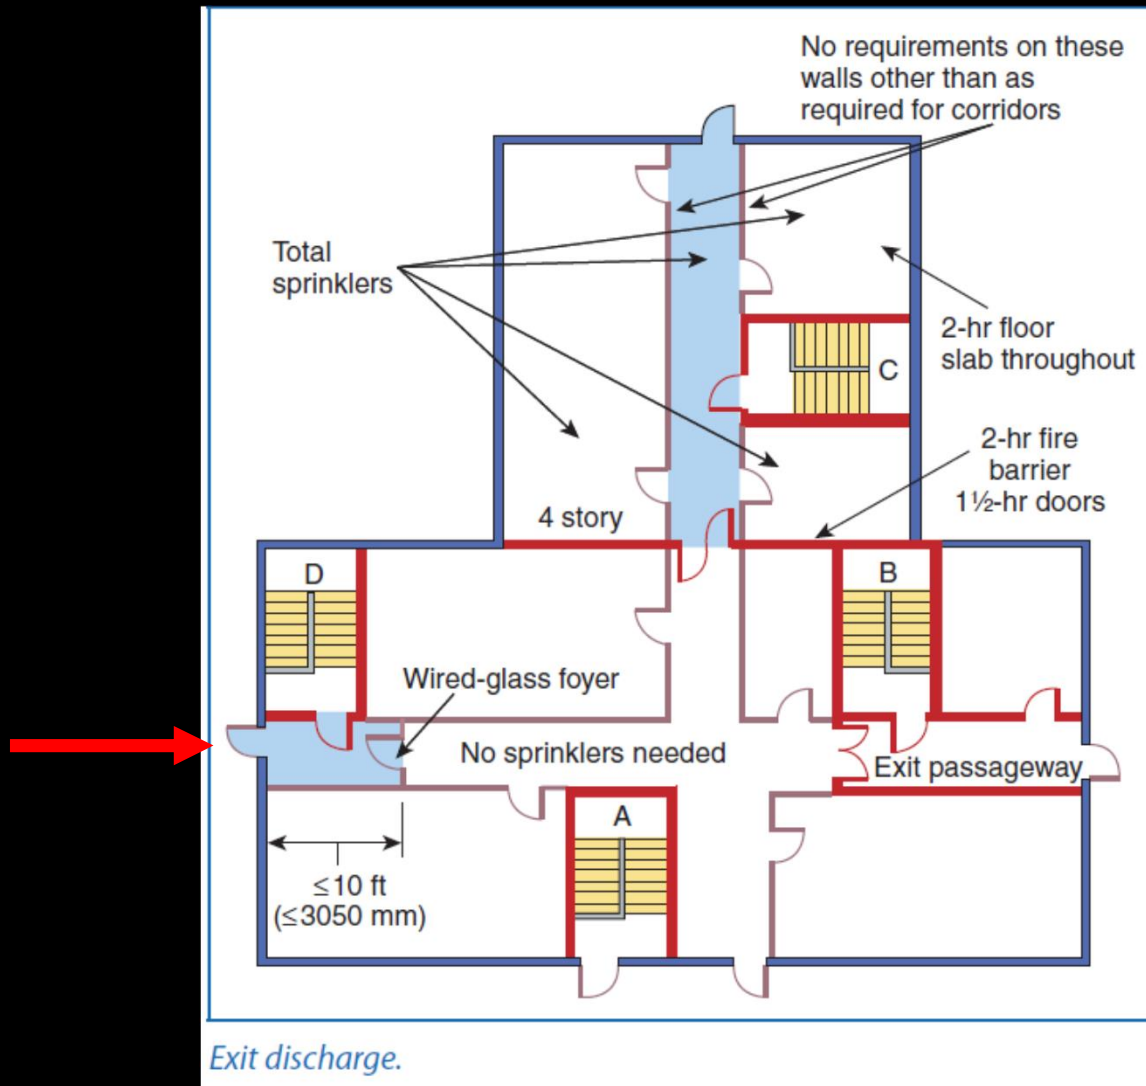 No requirements on these
walls other than as
required for corridors
Total
sprinklers
2-hr floor
slab throughout
C
2-hr fire
barrier
1½-hr doors
4 story
D
B
Wired-glass foyer
No sprinklers needed
Exit passageway
A
≤10 ft
(≤3050 mm)
Exit discharge.